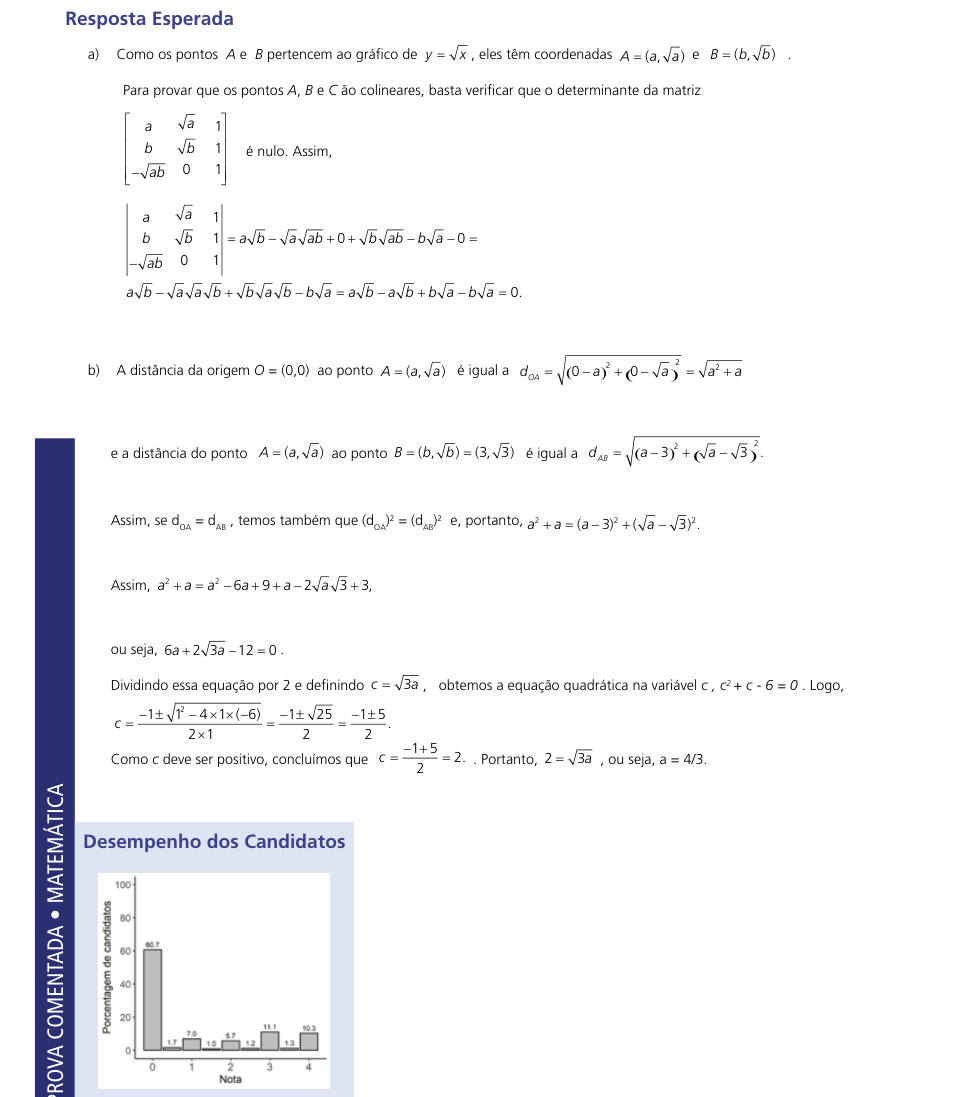 Resposta Esperada
a) Como os pontos A e B pertencem ao gráfico de y = √x , eles têm coordenadas A = (a, √a) e B = (b, √b) .
Para provar que os pontos A, B e C ão colineares, basta verificar que o determinante da matriz
a √a 1
b √b 1 é nulo. Assim,
−√ab 0 1
a √a 1
b √b 1 = a√b − √a√ab + 0 + √b√ab − b√a − 0 =
−√ab 0 1
a√b − √a√a√b + √b√a√b − b√a = a√b − a√b + b√a − b√a = 0.
b) A distância da origem O = (0,0) ao ponto A = (a, √a) é igual a d_OA = √((0 − a)² + (0 − √a)²) = √(a² + a)
e a distância do ponto A = (a, √a) ao ponto B = (b, √b) = (3, √3) é igual a d_AB = √((a − 3)² + (√a − √3)²).
Assim, se d_OA = d_AB , temos também que (d_OA)² = (d_AB)² e, portanto, a² + a = (a − 3)² + (√a − √3)².
Assim, a² + a = a² − 6a + 9 + a − 2√a√3 + 3,
ou seja, 6a + 2√3a − 12 = 0 .
Dividindo essa equação por 2 e definindo c = √3a , obtemos a equação quadrática na variável c , c² + c - 6 = 0 . Logo,
c = (−1 ± √(1² − 4 × 1 × (−6)))/(2 × 1) = (−1 ± √25)/2 = (−1 ± 5)/2.
Como c deve ser positivo, concluímos que c = (−1 + 5)/2 = 2. . Portanto, 2 = √3a , ou seja, a = 4/3.
PROVA COMENTADA • MATEMÁTICA
Desempenho dos Candidatos
Porcentagem de candidatos
100
80
60
40
20
0
60.7
1.7
7.0
1.0
5.7
1.2
11.1
1.3
10.3
0 1 2 3 4
Nota